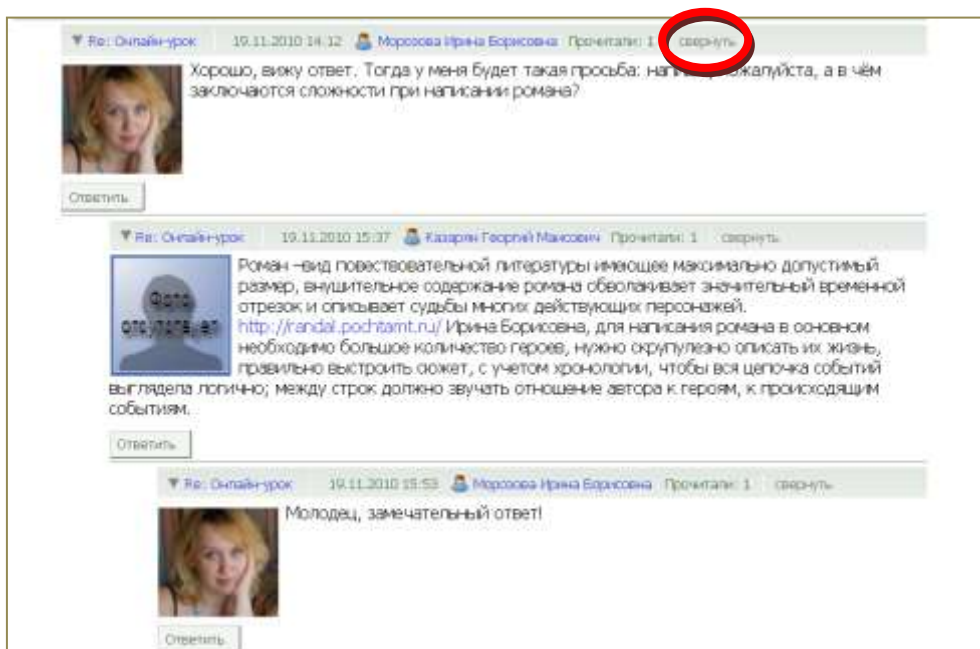 Re: Онлайн-урок 19.11.2010 14:12 Морозова Ирина Борисовна Прочитали: 1 свернуть
Хорошо, вижу ответ. Тогда у меня будет такая просьба: а в чём
заключаются сложности при написании романа?
Ответить
Re: Онлайн-урок 19.11.2010 15:37 Казарян Георгий Прочитали: 1 свернуть
Фото
Роман –вид повествовательной литературы имеющее максимально допустимый
размер, внушительное содержание романа обволакивает значительный временной
отрезок и описывает судьбы многих действующих персонажей.
http://randal.pochtamt.ru/ Ирина Борисовна, для написания романа в основном
необходимо большое количество героев, нужно скрупулезно описать их жизнь,
правильно выстроить сюжет, с учетом хронологии, чтобы вся цепочка событий
выглядела логично; между строк должно звучать отношение автора к героям, к происходящим
событиям.
Ответить
Re: Онлайн-урок 19.11.2010 15:53 Морозова Ирина Борисовна Прочитали: 1 свернуть
Молодец, замечательный ответ!
Ответить